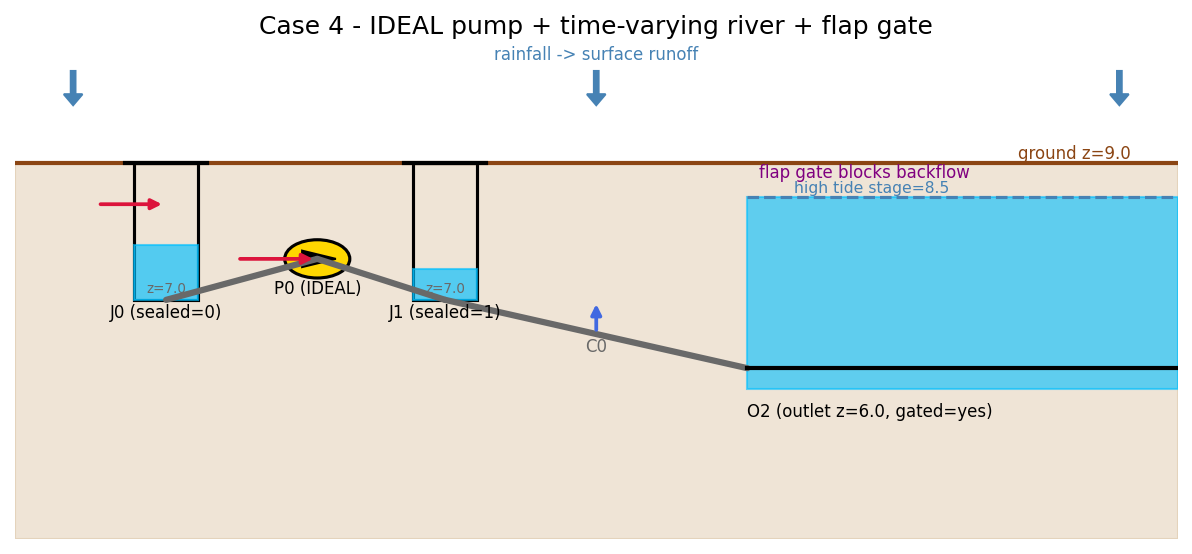 Case 4 - IDEAL pump + time-varying river + flap gate
rainfall -> surface runoff
ground z=9.0
flap gate blocks backflow
high tide stage=8.5
z=7.0
z=7.0
P0 (IDEAL)
J0 (sealed=0)
J1 (sealed=1)
C0
O2 (outlet z=6.0, gated=yes)